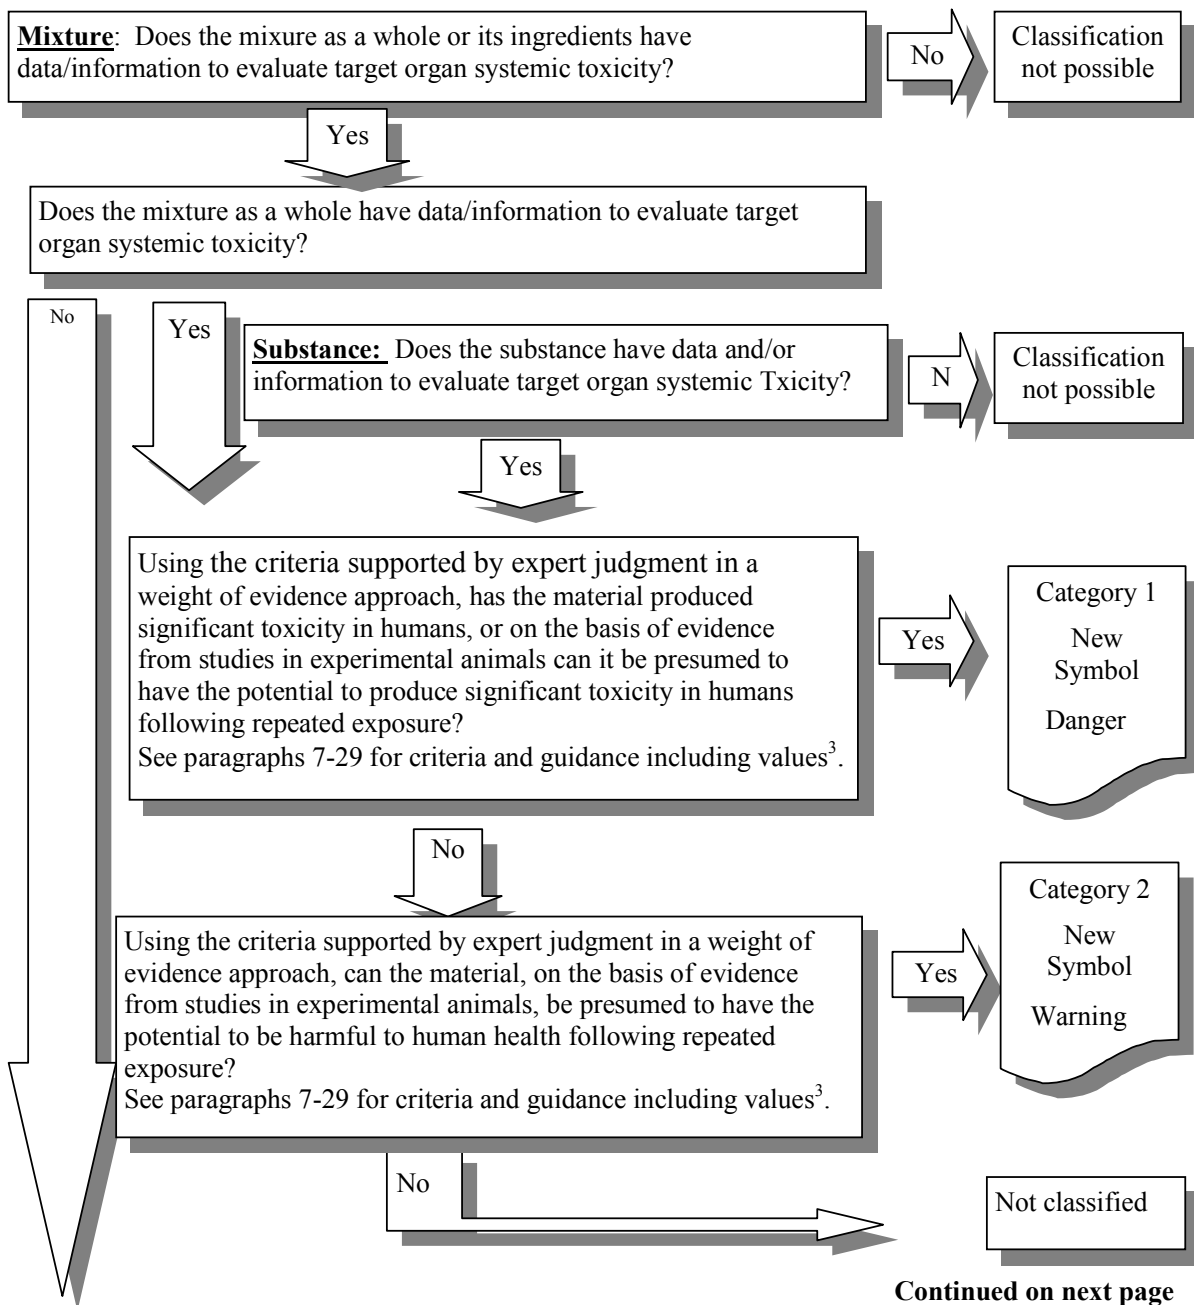 Mixture: Does the mixure as a whole or its ingredients have
data/information to evaluate target organ systemic toxicity?
No
Classification
not possible
Yes
Does the mixture as a whole have data/information to evaluate target
organ systemic toxicity?
No
Yes
Substance: Does the substance have data and/or
information to evaluate target organ systemic Txicity?
N
Classification
not possible
Yes
Using the criteria supported by expert judgment in a
weight of evidence approach, has the material produced
significant toxicity in humans, or on the basis of evidence
from studies in experimental animals can it be presumed to
have the potential to produce significant toxicity in humans
following repeated exposure?
See paragraphs 7-29 for criteria and guidance including values³.
Yes
Category 1
New
Symbol
Danger
No
Using the criteria supported by expert judgment in a weight of
evidence approach, can the material, on the basis of evidence
from studies in experimental animals, be presumed to have the
potential to be harmful to human health following repeated
exposure?
See paragraphs 7-29 for criteria and guidance including values³.
Yes
Category 2
New
Symbol
Warning
No
Not classified
Continued on next page